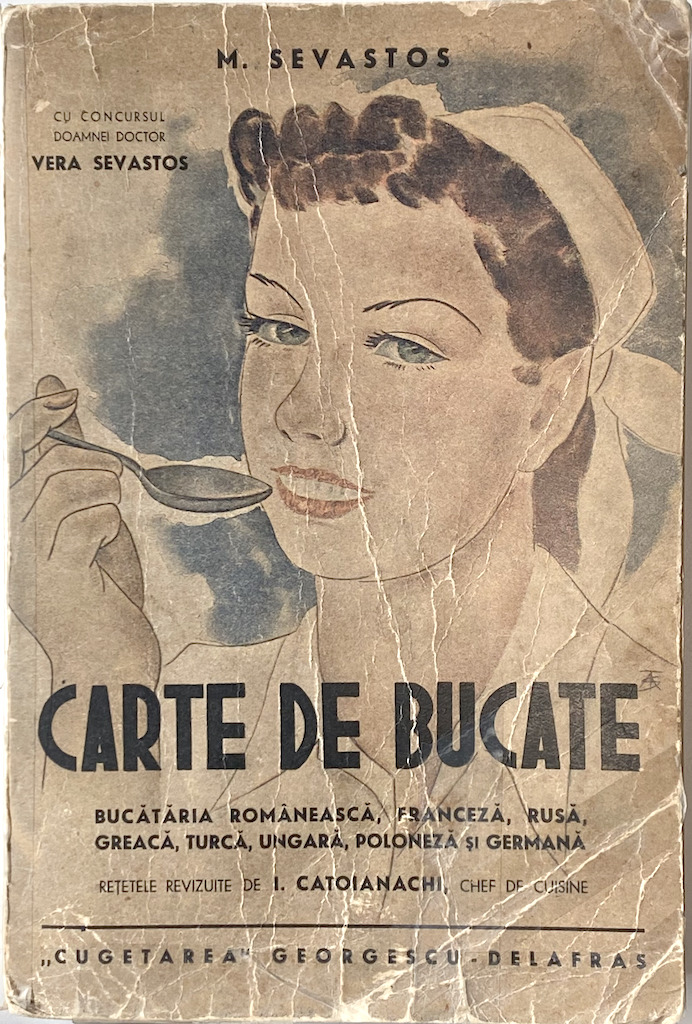 M. SEVASTOS
CU CONCURSUL
DOAMNEI DOCTOR
VERA SEVASTOS
CARTE DE BUCATE
BUCĂTĂRIA ROMÂNEASCĂ, FRANCEZĂ, RUSĂ,
GREACĂ, TURCĂ, UNGARĂ, POLONEZĂ ȘI GERMANĂ
REȚETELE REVIZUITE DE I. CATOIANACHI, CHEF DE CUISINE
„CUGETAREA" GEORGESCU - DELAFRAS